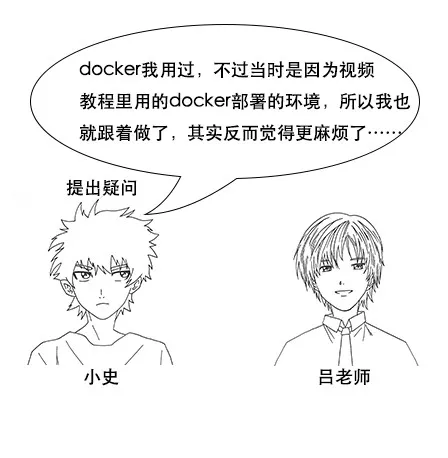 docker我用过，不过当时是因为视频
教程里用的docker部署的环境，所以我也
就跟着做了，其实反而觉得更麻烦了……
提出疑问
小史
吕老师